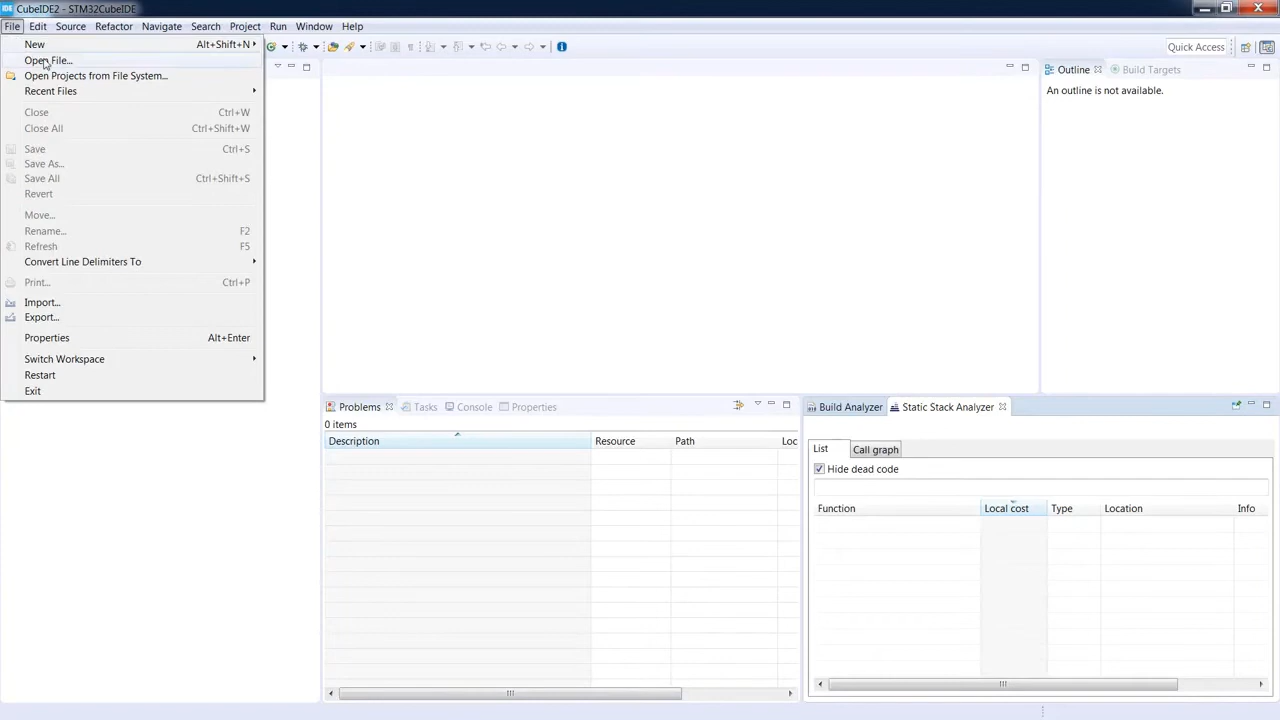 IDE CubeIDE2 - STM32CubeIDE
File Edit Source Refactor Navigate Search Project Run Window Help
New Alt+Shift+N
Open File...
Open Projects from File System...
Recent Files
Close Ctrl+W
Close All Ctrl+Shift+W
Save Ctrl+S
Save As...
Save All Ctrl+Shift+S
Revert
Move...
Rename... F2
Refresh F5
Convert Line Delimiters To
Print... Ctrl+P
Import...
Export...
Properties Alt+Enter
Switch Workspace
Restart
Exit
Quick Access
Outline Build Targets
An outline is not available.
Problems Tasks Console Properties
0 items
Description Resource Path Loc
Build Analyzer Static Stack Analyzer
List Call graph
Hide dead code
Function Local cost Type Location Info